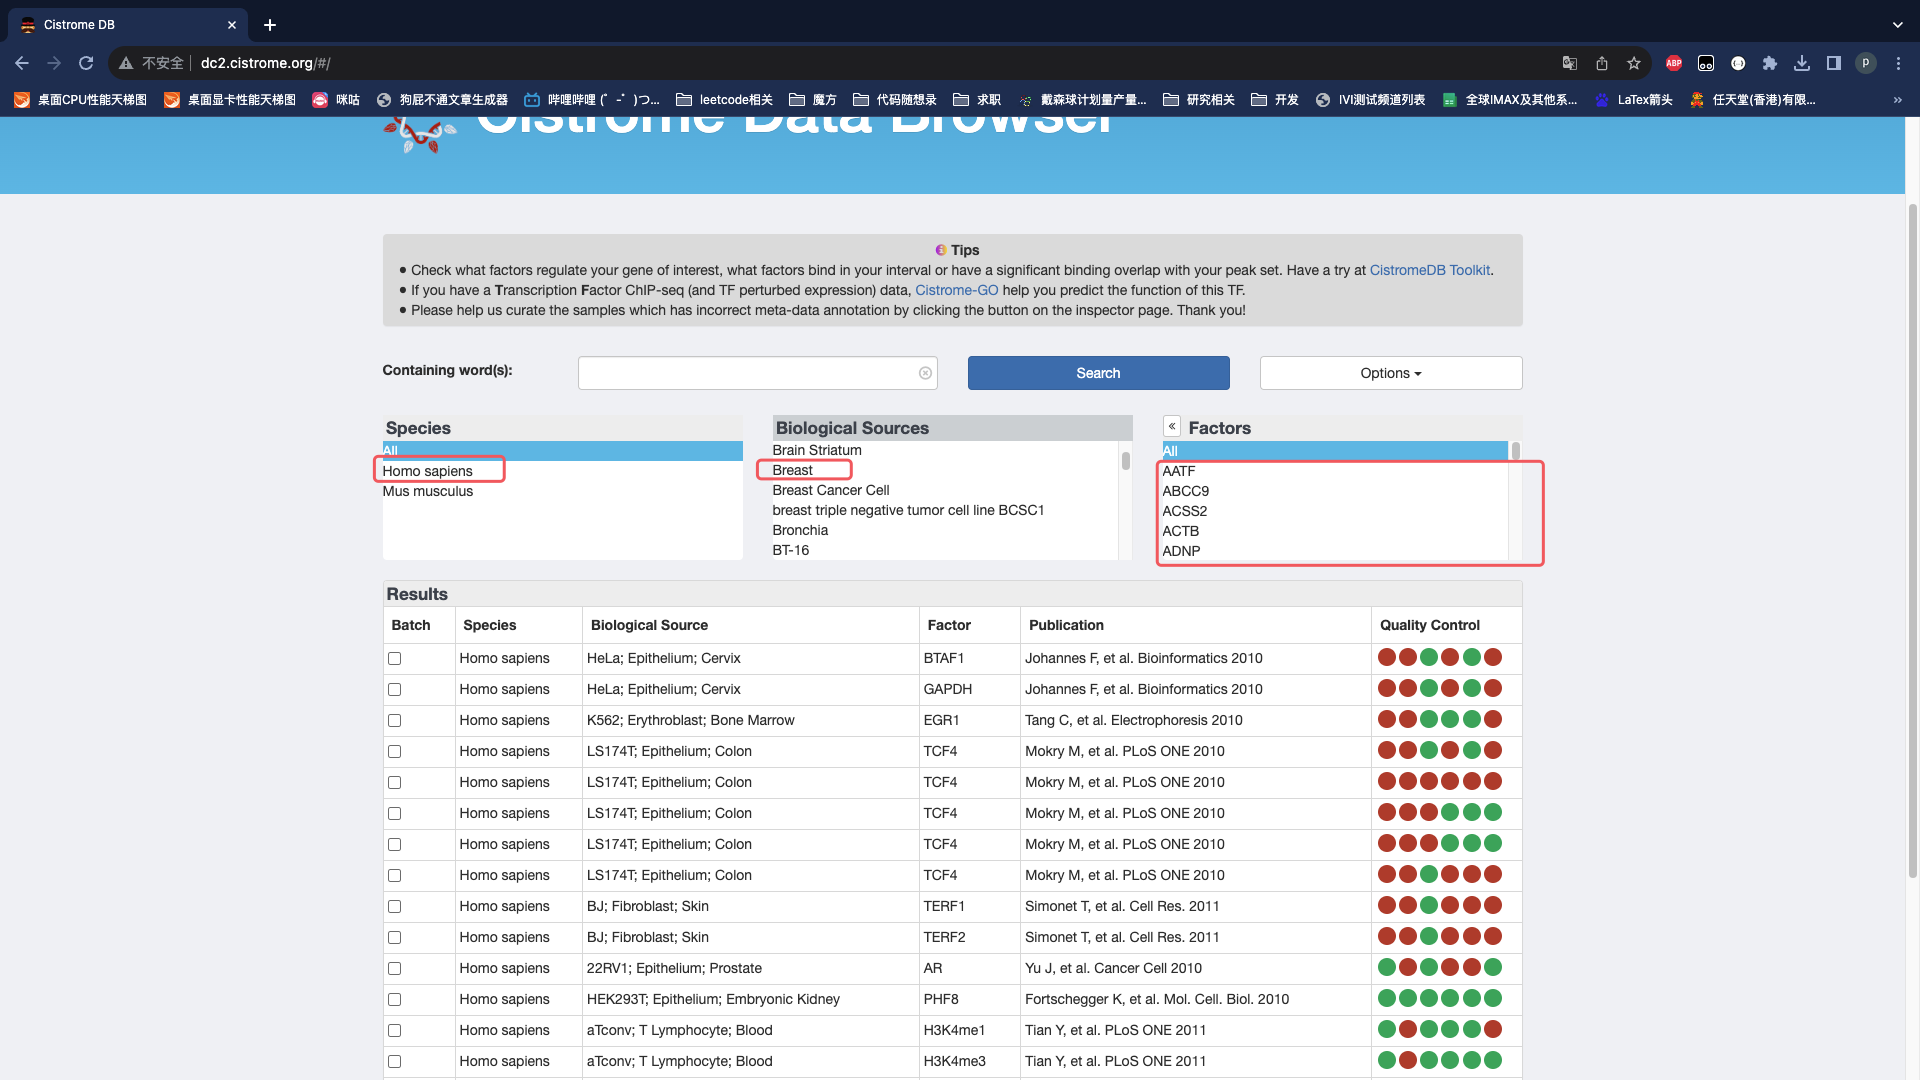 Cistrome DB
不安全 dc2.cistrome.org/#/
ABP
P
桌面CPU性能天梯图 桌面显卡性能天梯图 咪咕 狗屁不通文章生成器 哔哩哔哩 (゜-゜)つ... leetcode相关 魔方 代码随想录 求职 戴森球计划量产量... 研究相关 开发 IVI测试频道列表 全球IMAX及其他系... LaTex箭头 任天堂(香港)有限... »
Cistrome Data Browser
Tips
• Check what factors regulate your gene of interest, what factors bind in your interval or have a significant binding overlap with your peak set. Have a try at CistromeDB Toolkit.
• If you have a Transcription Factor ChIP-seq (and TF perturbed expression) data, Cistrome-GO help you predict the function of this TF.
• Please help us curate the samples which has incorrect meta-data annotation by clicking the button on the inspector page. Thank you!
Containing word(s): Search Options
Species
All
Homo sapiens
Mus musculus
Biological Sources
Brain Striatum
Breast
Breast Cancer Cell
breast triple negative tumor cell line BCSC1
Bronchia
BT-16
« Factors
All
AATF
ABCC9
ACSS2
ACTB
ADNP
Results
Batch Species Biological Source Factor Publication Quality Control
Homo sapiens HeLa; Epithelium; Cervix BTAF1 Johannes F, et al. Bioinformatics 2010
Homo sapiens HeLa; Epithelium; Cervix GAPDH Johannes F, et al. Bioinformatics 2010
Homo sapiens K562; Erythroblast; Bone Marrow EGR1 Tang C, et al. Electrophoresis 2010
Homo sapiens LS174T; Epithelium; Colon TCF4 Mokry M, et al. PLoS ONE 2010
Homo sapiens LS174T; Epithelium; Colon TCF4 Mokry M, et al. PLoS ONE 2010
Homo sapiens LS174T; Epithelium; Colon TCF4 Mokry M, et al. PLoS ONE 2010
Homo sapiens LS174T; Epithelium; Colon TCF4 Mokry M, et al. PLoS ONE 2010
Homo sapiens LS174T; Epithelium; Colon TCF4 Mokry M, et al. PLoS ONE 2010
Homo sapiens BJ; Fibroblast; Skin TERF1 Simonet T, et al. Cell Res. 2011
Homo sapiens BJ; Fibroblast; Skin TERF2 Simonet T, et al. Cell Res. 2011
Homo sapiens 22RV1; Epithelium; Prostate AR Yu J, et al. Cancer Cell 2010
Homo sapiens HEK293T; Epithelium; Embryonic Kidney PHF8 Fortschegger K, et al. Mol. Cell. Biol. 2010
Homo sapiens aTconv; T Lymphocyte; Blood H3K4me1 Tian Y, et al. PLoS ONE 2011
Homo sapiens aTconv; T Lymphocyte; Blood H3K4me3 Tian Y, et al. PLoS ONE 2011